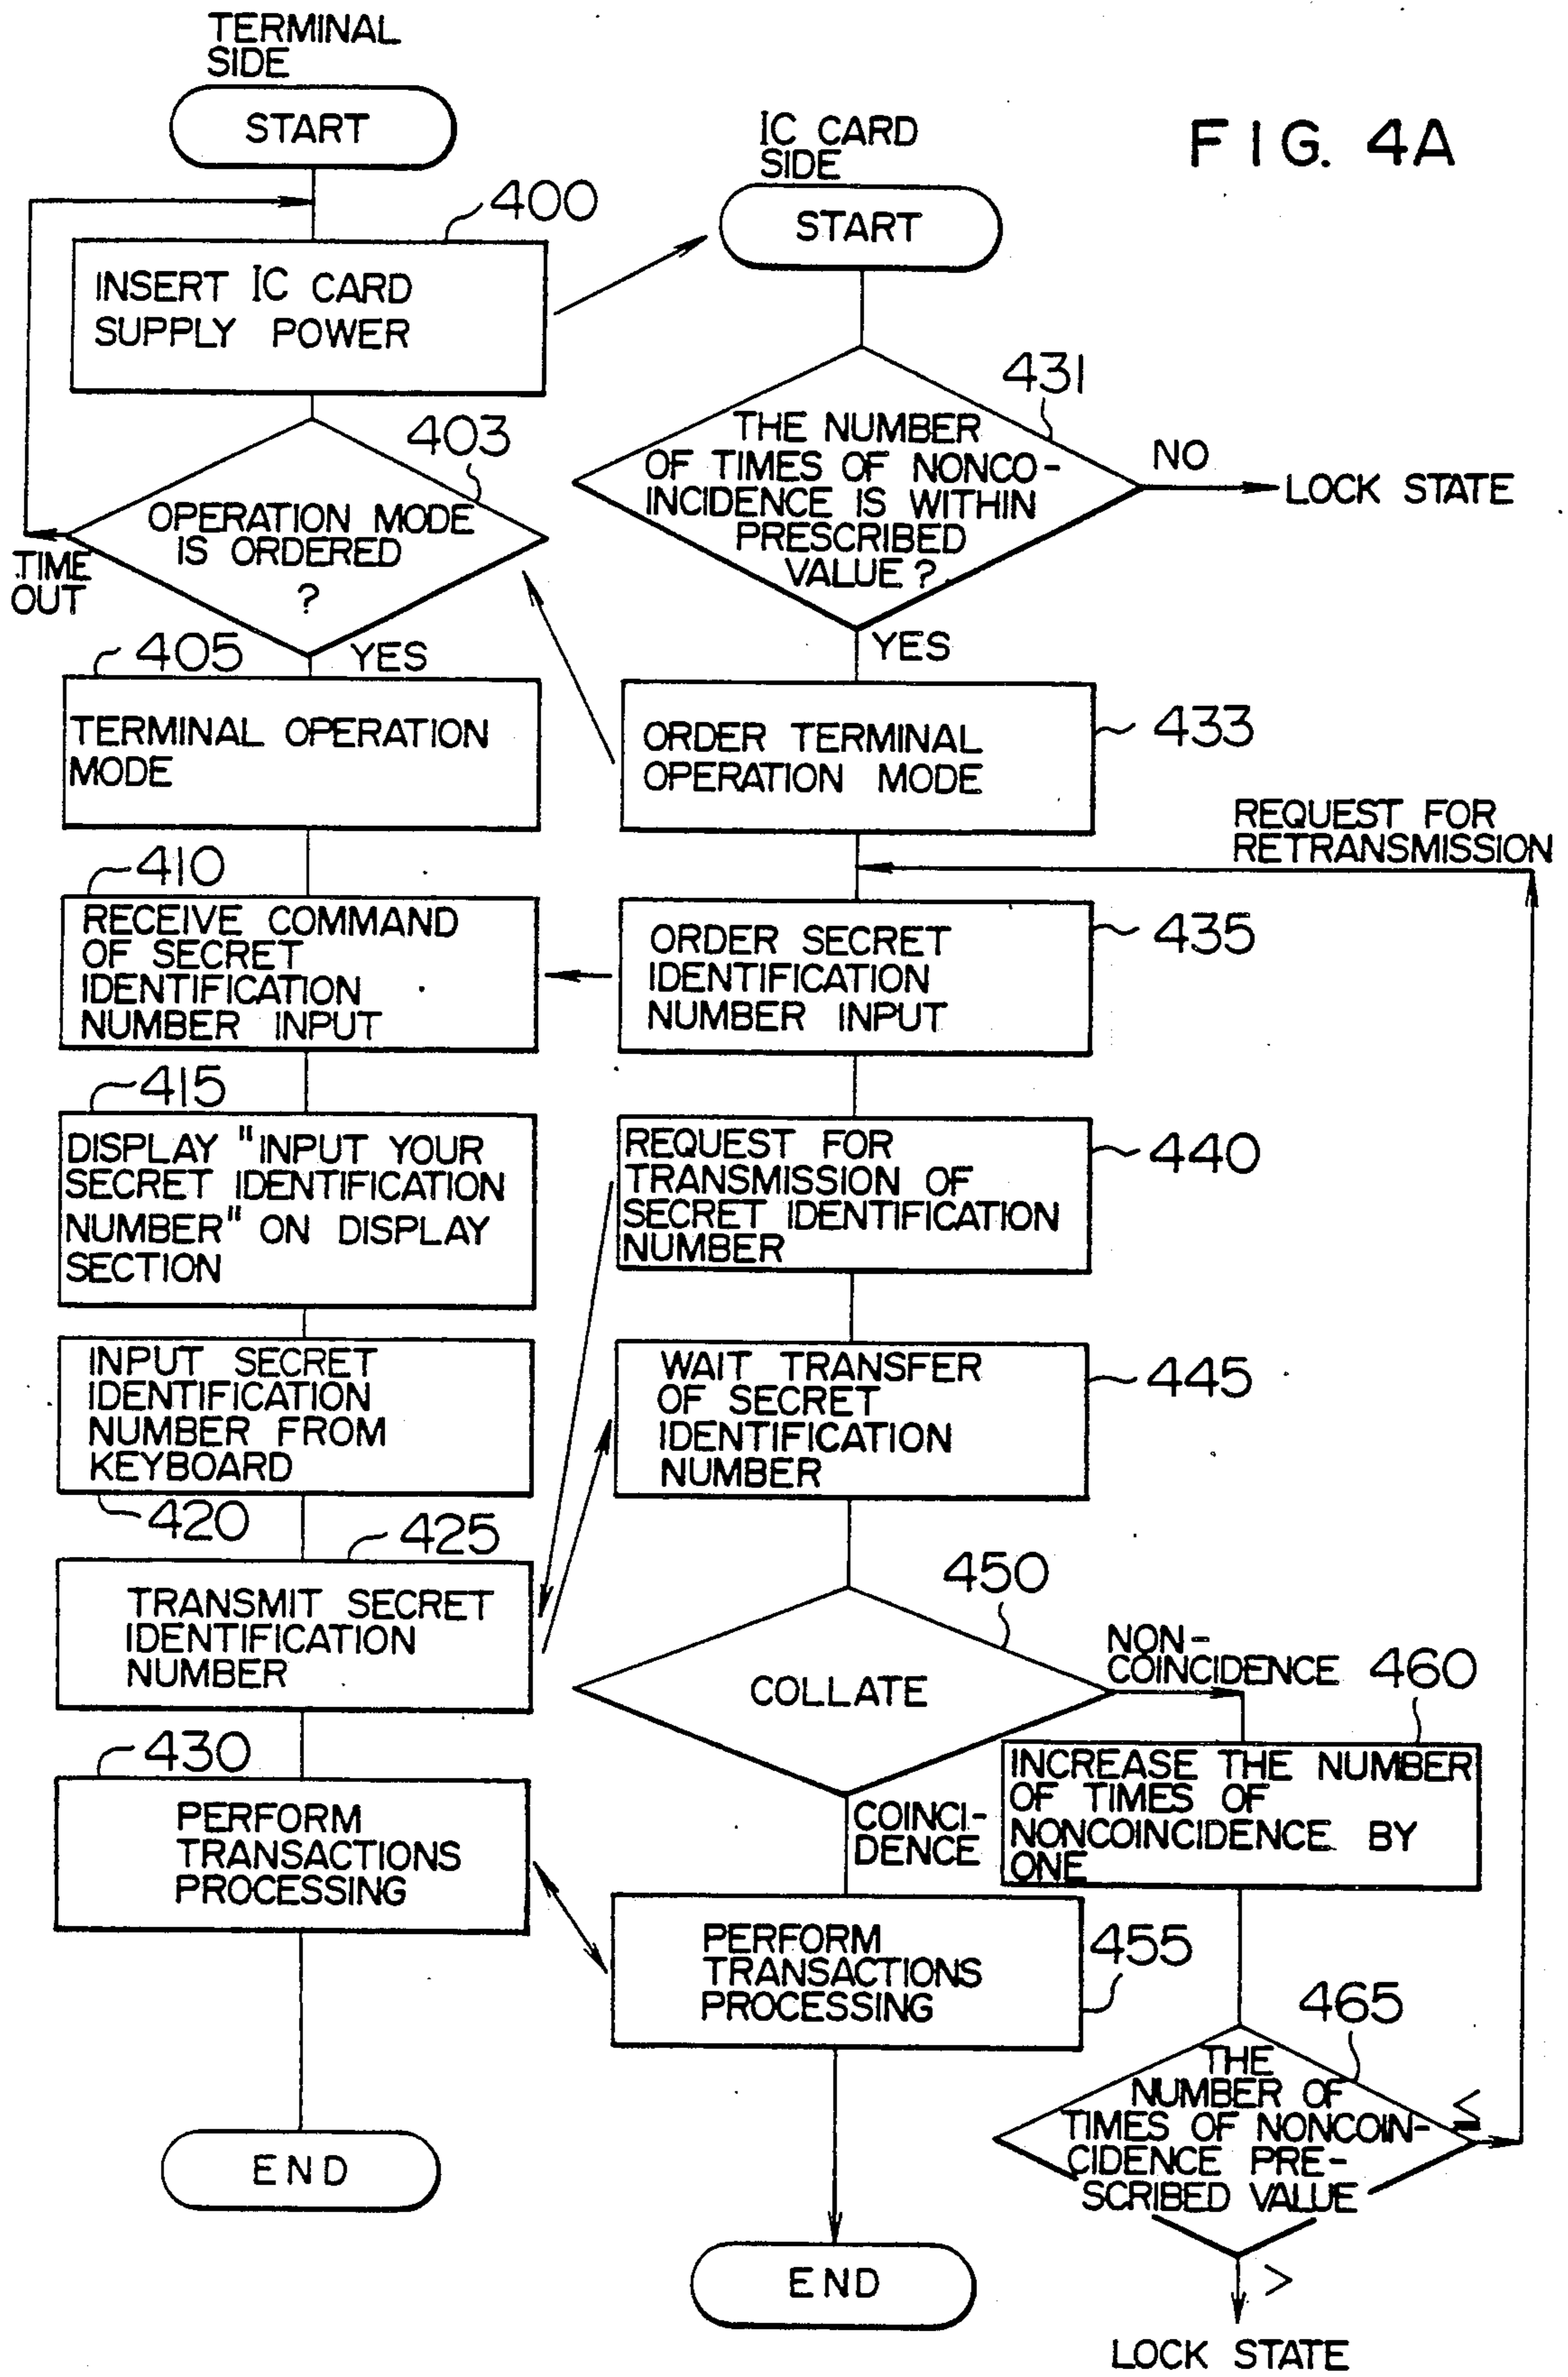 TERMINAL
SIDE
START
IC CARD
SIDE
START
FIG. 4A
400
INSERT IC CARD
SUPPLY POWER
403
OPERATION MODE
IS ORDERED
?
TIME
OUT
YES
431
THE NUMBER
OF TIMES OF NONCO-
INCIDENCE IS WITHIN
PRESCRIBED
VALUE?
NO
LOCK STATE
YES
405
TERMINAL OPERATION
MODE
ORDER TERMINAL
OPERATION MODE
433
REQUEST FOR
RETRANSMISSION
410
RECEIVE COMMAND
OF SECRET
IDENTIFICATION
NUMBER INPUT
ORDER SECRET
IDENTIFICATION
NUMBER INPUT
435
415
DISPLAY "INPUT YOUR
SECRET IDENTIFICATION
NUMBER" ON DISPLAY
SECTION
REQUEST FOR
TRANSMISSION OF
SECRET IDENTIFICATION
NUMBER
440
INPUT SECRET
IDENTIFICATION
NUMBER FROM
KEYBOARD
420
WAIT TRANSFER
OF SECRET
IDENTIFICATION
NUMBER
445
425
TRANSMIT SECRET
IDENTIFICATION
NUMBER
450
COLLATE
NON-
COINCIDENCE
460
COINCI-
DENCE
INCREASE THE NUMBER
OF TIMES OF
NONCOINCIDENCE BY
ONE
430
PERFORM
TRANSACTIONS
PROCESSING
PERFORM
TRANSACTIONS
PROCESSING
455
465
THE
NUMBER OF
TIMES OF NONCOIN-
CIDENCE PRE-
SCRIBED VALUE
≤
>
LOCK STATE
END
END